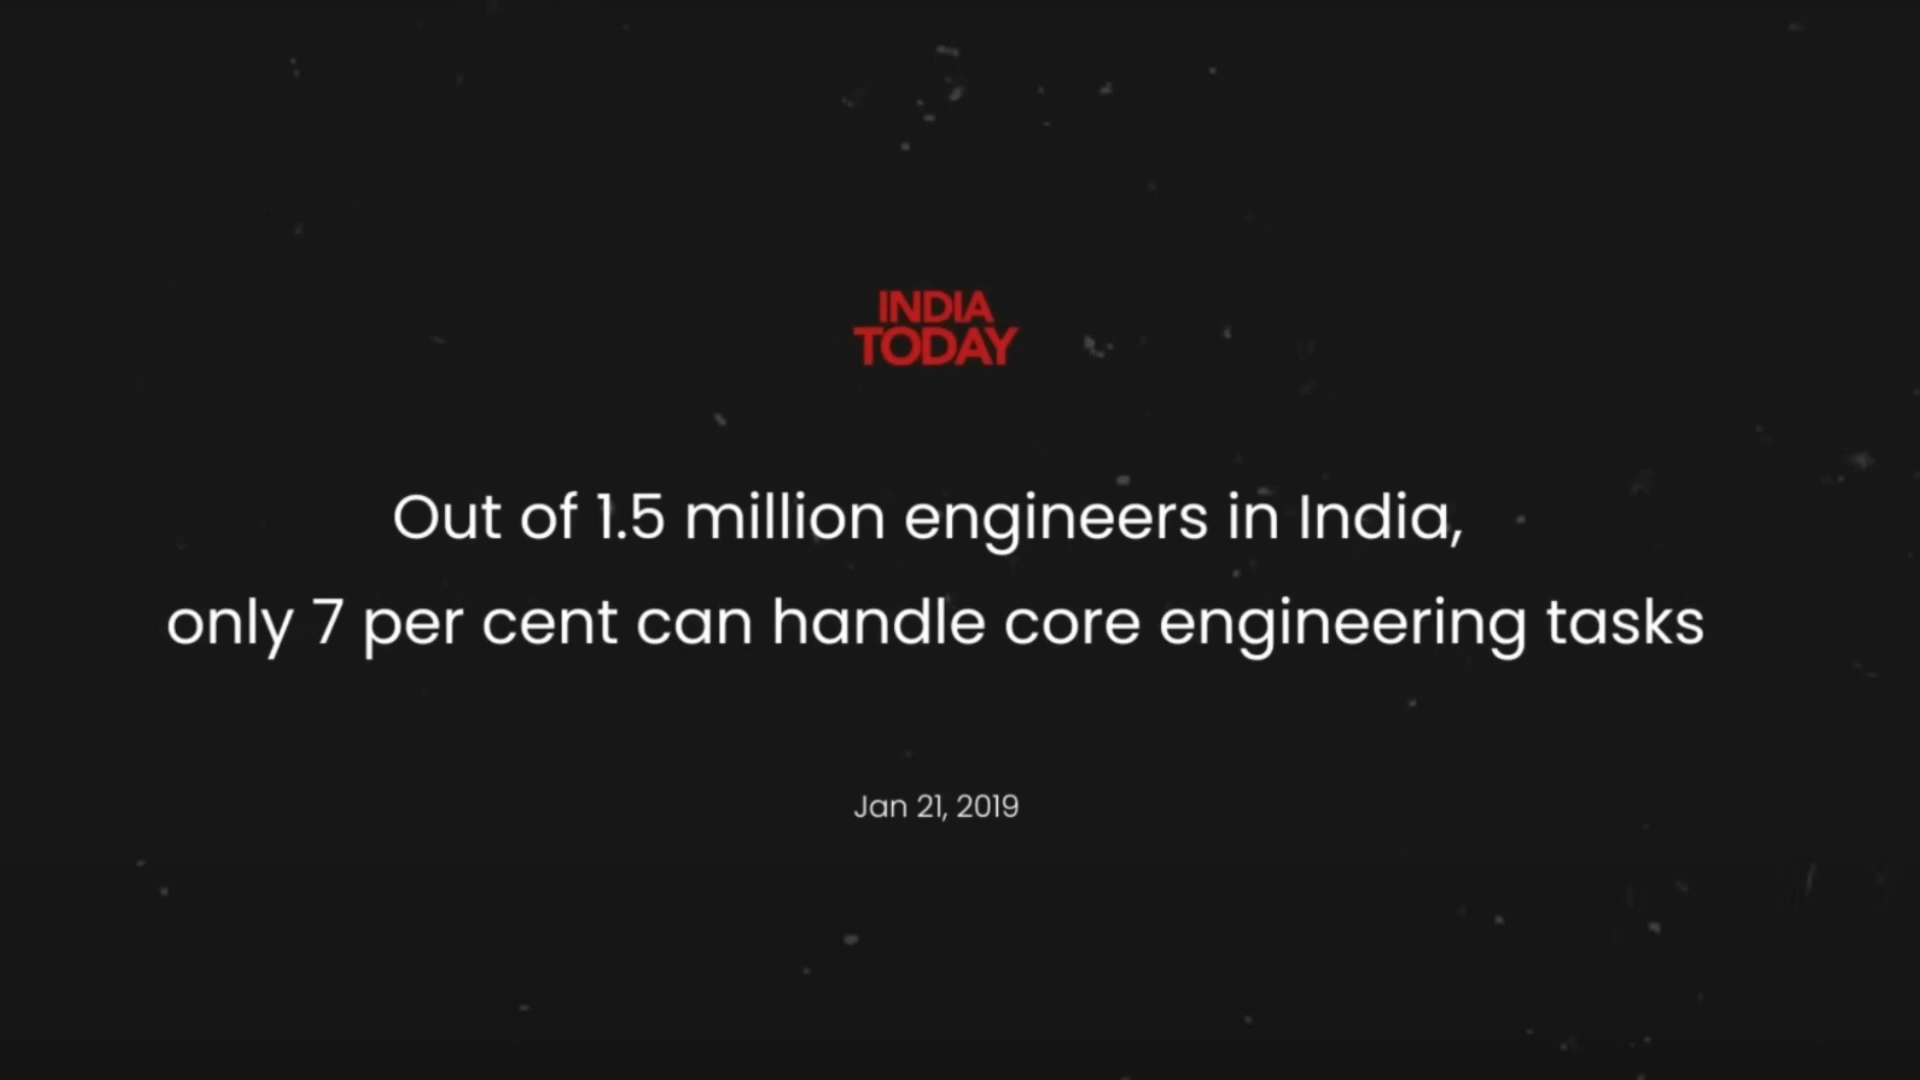 INDIA
TODAY
Out of 1.5 million engineers in India,
only 7 per cent can handle core engineering tasks
Jan 21, 2019